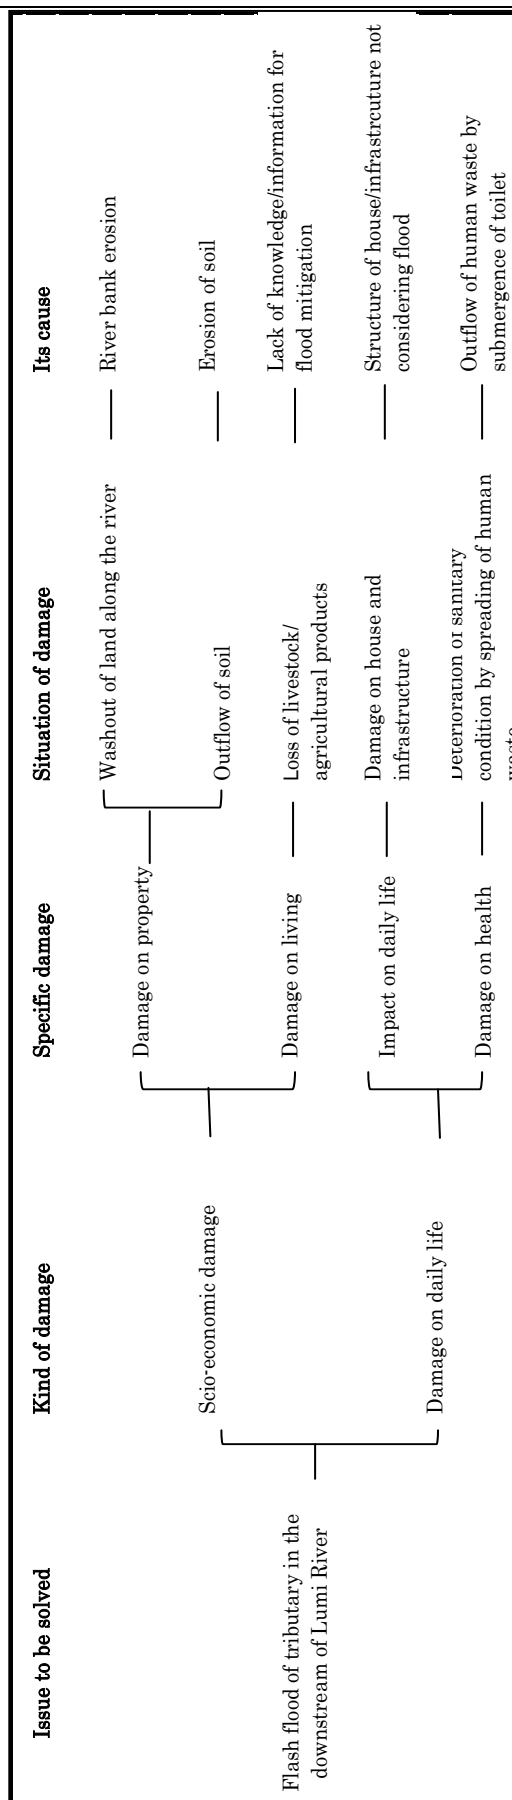 Issue to be solved
Kind of damage
Specific damage
Situation of damage
Its cause
Flash flood of tributary in the
downstream of Lumi River
Scio-economic damage
Damage on daily life
Damage on property
Damage on living
Impact on daily life
Damage on health
Washout of land along the river
Outflow of soil
Loss of livestock/
agricultural products
Damage on house and
infrastructure
Deterioration of sanitary
condition by spreading of human
waste
River bank erosion
Erosion of soil
Lack of knowledge/information for
flood mitigation
Structure of house/infrastrcuture not
considering flood
Outflow of human waste by
submergence of toilet